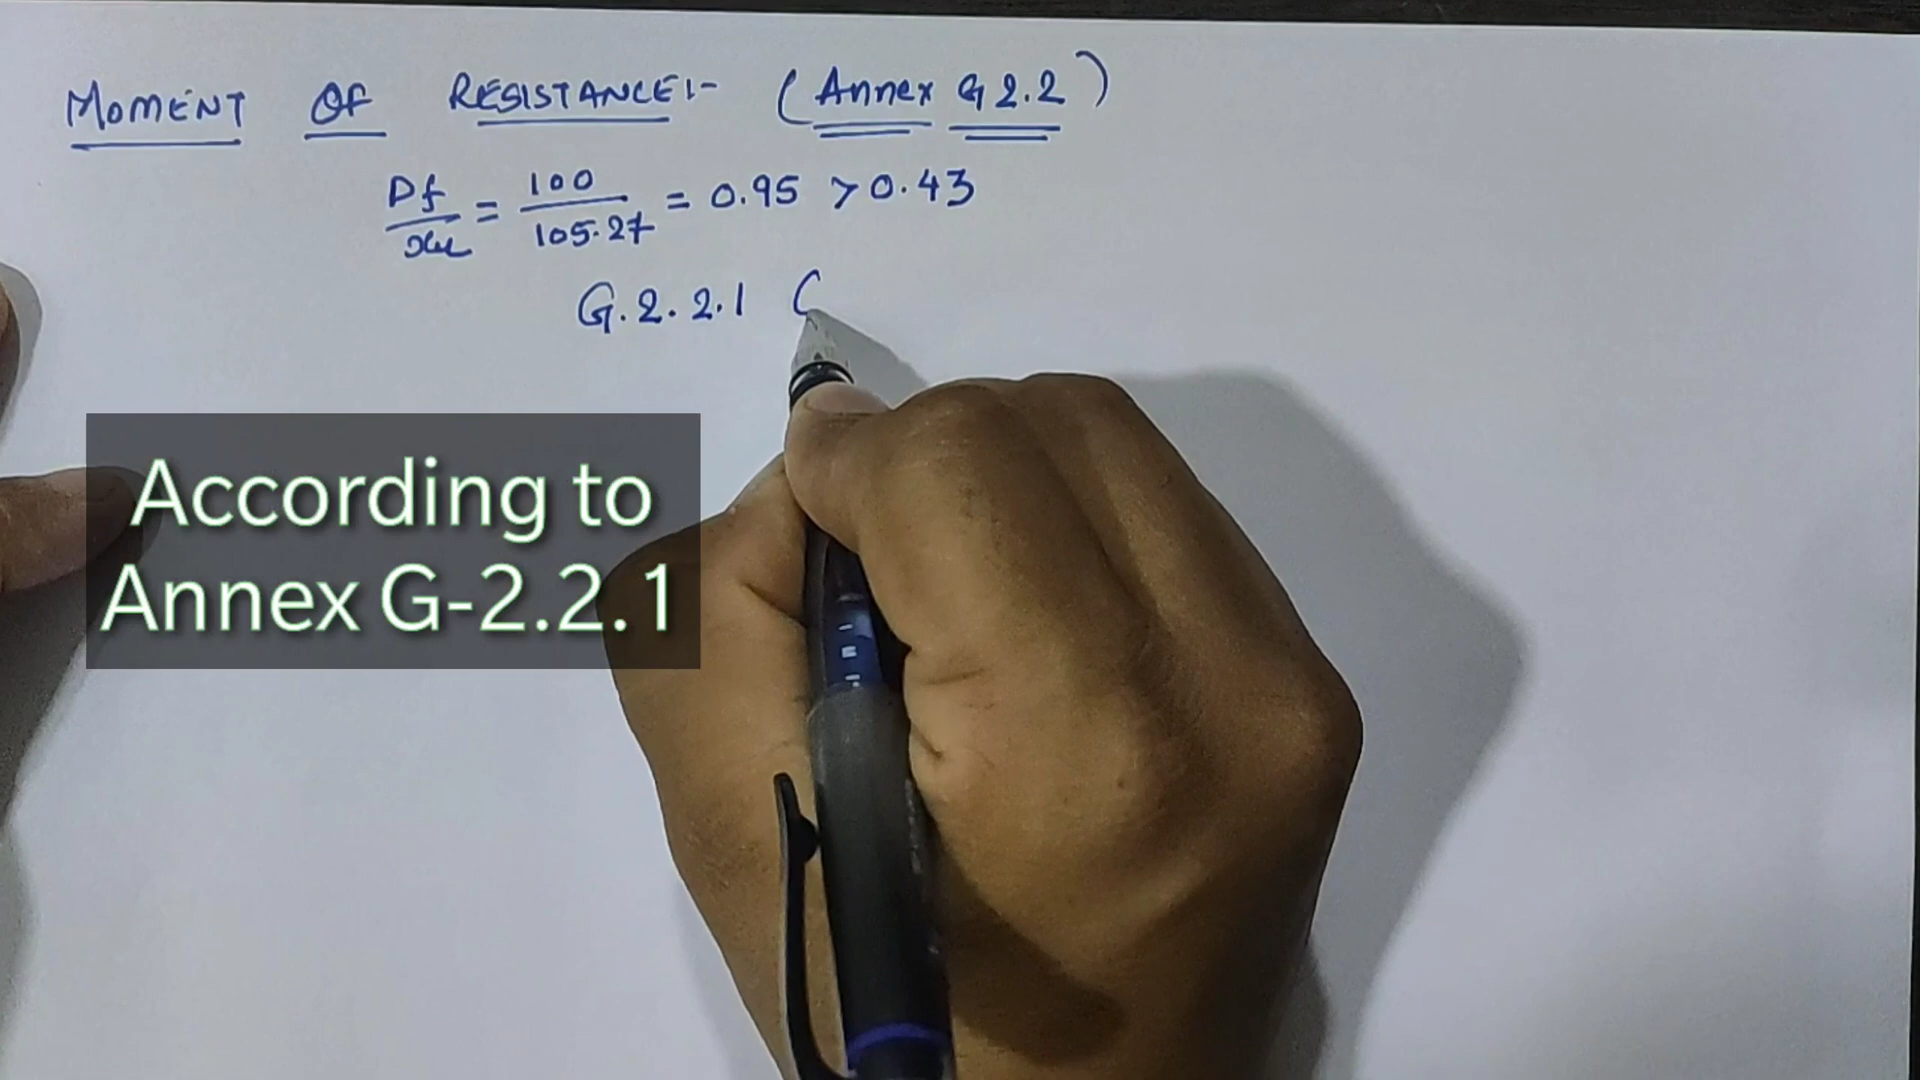 MOMENT OF RESISTANCE:- (Annex G 2.2)
Df/xu = 100/105.27 = 0.95 > 0.43
G.2.2.1 (
According to
Annex G-2.2.1